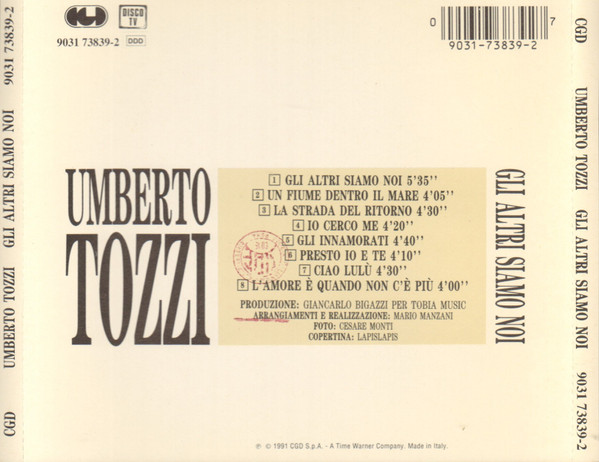 CGD UMBERTO TOZZI GLI ALTRI SIAMO NOI 9031 73839-2
DISCO
TV
9031 73839-2 DDD
0 7
9031-73839-2
UMBERTO
TOZZI
1 GLI ALTRI SIAMO NOI 5'35''
2 UN FIUME DENTRO IL MARE 4'05''
3 LA STRADA DEL RITORNO 4'30''
4 IO CERCO ME 4'20''
5 GLI INNAMORATI 4'40''
6 PRESTO IO E TE 4'10''
7 CIAO LULÙ 4'30''
8 L'AMORE È QUANDO NON C'È PIÙ 4'00''
PRODUZIONE: GIANCARLO BIGAZZI PER TOBIA MUSIC
ARRANGIAMENTI E REALIZZAZIONE: MARIO MANZANI
FOTO: CESARE MONTI
COPERTINA: LAPISLAPIS
GLI ALTRI SIAMO NOI
℗ © 1991 CGD S.p.A. - A Time Warner Company. Made in Italy.
CGD UMBERTO TOZZI GLI ALTRI SIAMO NOI 9031 73839-2